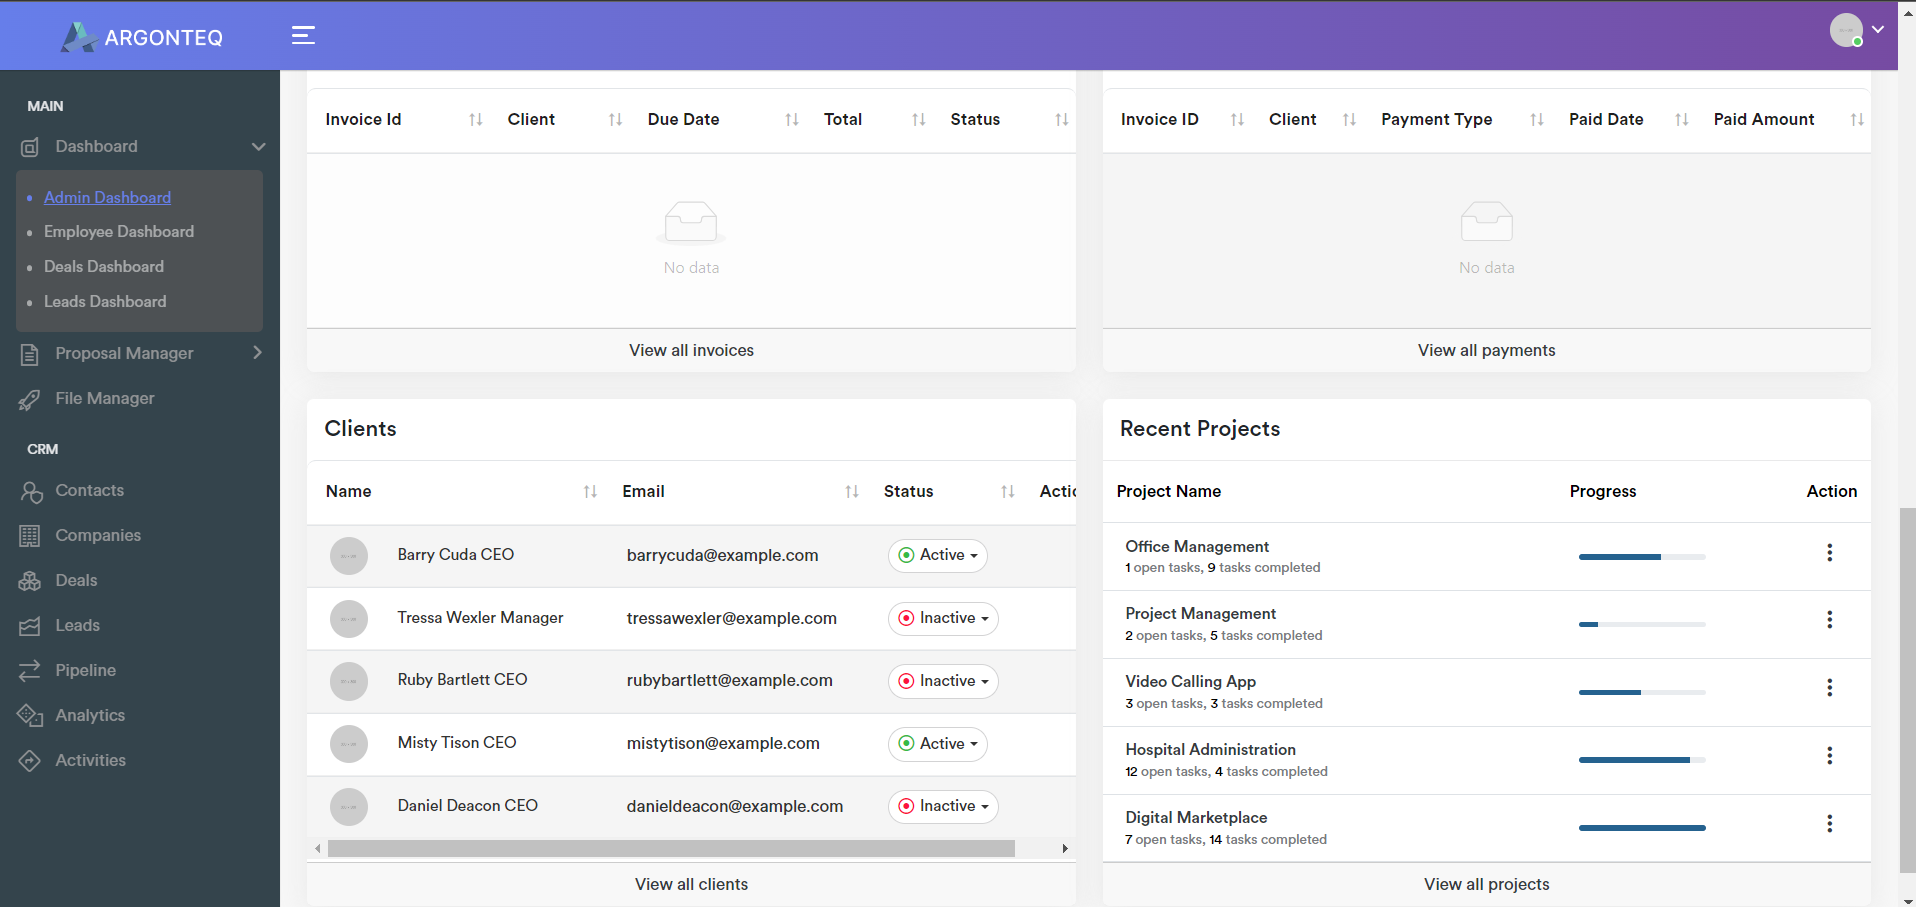 ARGONTEQ
MAIN
Dashboard
Admin Dashboard
Employee Dashboard
Deals Dashboard
Leads Dashboard
Proposal Manager
File Manager
CRM
Contacts
Companies
Deals
Leads
Pipeline
Analytics
Activities
Invoice Id Client Due Date Total Status
No data
View all invoices
Invoice ID Client Payment Type Paid Date Paid Amount
No data
View all payments
Clients
Name Email Status Actic
Barry Cuda CEO barrycuda@example.com Active
Tressa Wexler Manager tressawexler@example.com Inactive
Ruby Bartlett CEO rubybartlett@example.com Inactive
Misty Tison CEO mistytison@example.com Active
Daniel Deacon CEO danieldeacon@example.com Inactive
View all clients
Recent Projects
Project Name Progress Action
Office Management
1 open tasks, 9 tasks completed
Project Management
2 open tasks, 5 tasks completed
Video Calling App
3 open tasks, 3 tasks completed
Hospital Administration
12 open tasks, 4 tasks completed
Digital Marketplace
7 open tasks, 14 tasks completed
View all projects